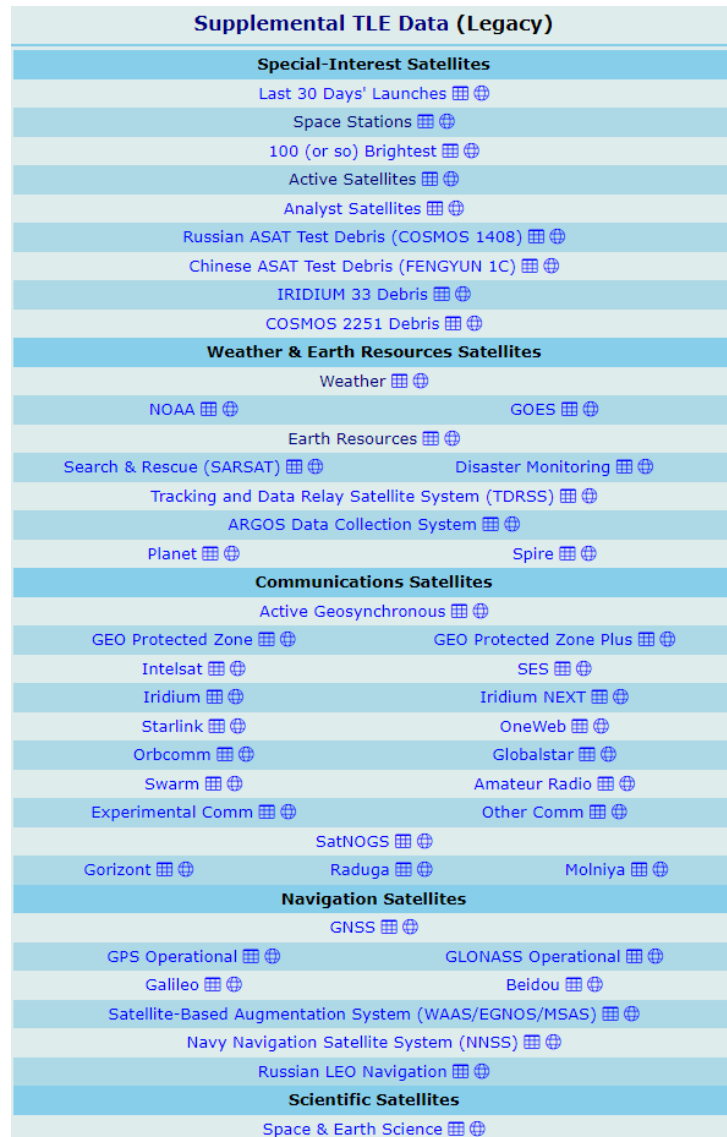 Supplemental TLE Data (Legacy)
Special-Interest Satellites
Last 30 Days' Launches
Space Stations
100 (or so) Brightest
Active Satellites
Analyst Satellites
Russian ASAT Test Debris (COSMOS 1408)
Chinese ASAT Test Debris (FENGYUN 1C)
IRIDIUM 33 Debris
COSMOS 2251 Debris
Weather & Earth Resources Satellites
Weather
NOAA GOES
Earth Resources
Search & Rescue (SARSAT) Disaster Monitoring
Tracking and Data Relay Satellite System (TDRSS)
ARGOS Data Collection System
Planet Spire
Communications Satellites
Active Geosynchronous
GEO Protected Zone GEO Protected Zone Plus
Intelsat SES
Iridium Iridium NEXT
Starlink OneWeb
Orbcomm Globalstar
Swarm Amateur Radio
Experimental Comm Other Comm
SatNOGS
Gorizont Raduga Molniya
Navigation Satellites
GNSS
GPS Operational GLONASS Operational
Galileo Beidou
Satellite-Based Augmentation System (WAAS/EGNOS/MSAS)
Navy Navigation Satellite System (NNSS)
Russian LEO Navigation
Scientific Satellites
Space & Earth Science